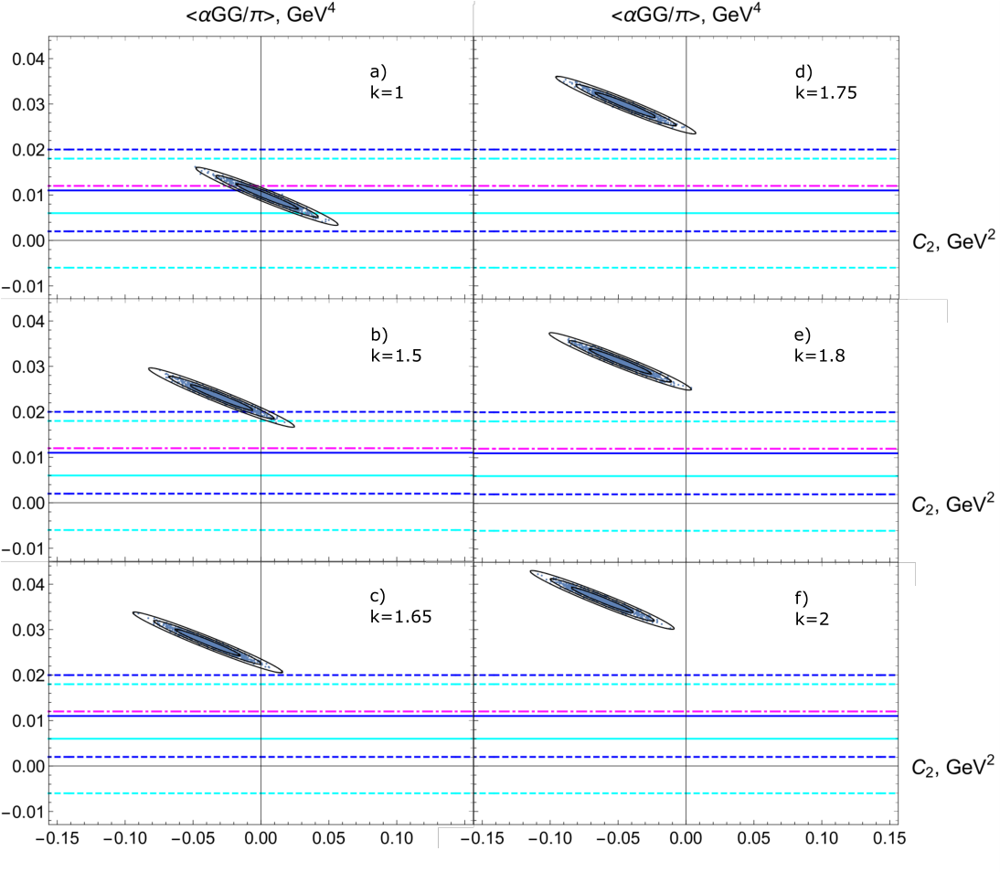 <αGG/π>, GeV⁴
<αGG/π>, GeV⁴
0.04
0.03
0.02
0.01
0.00
−0.01
a)
k=1
d)
k=1.75
C₂, GeV²
0.04
0.03
0.02
0.01
0.00
−0.01
b)
k=1.5
e)
k=1.8
C₂, GeV²
0.04
0.03
0.02
0.01
0.00
−0.01
c)
k=1.65
f)
k=2
C₂, GeV²
−0.15 −0.10 −0.05 0.00 0.05 0.10 −0.15 −0.10 −0.05 0.00 0.05 0.10 0.15